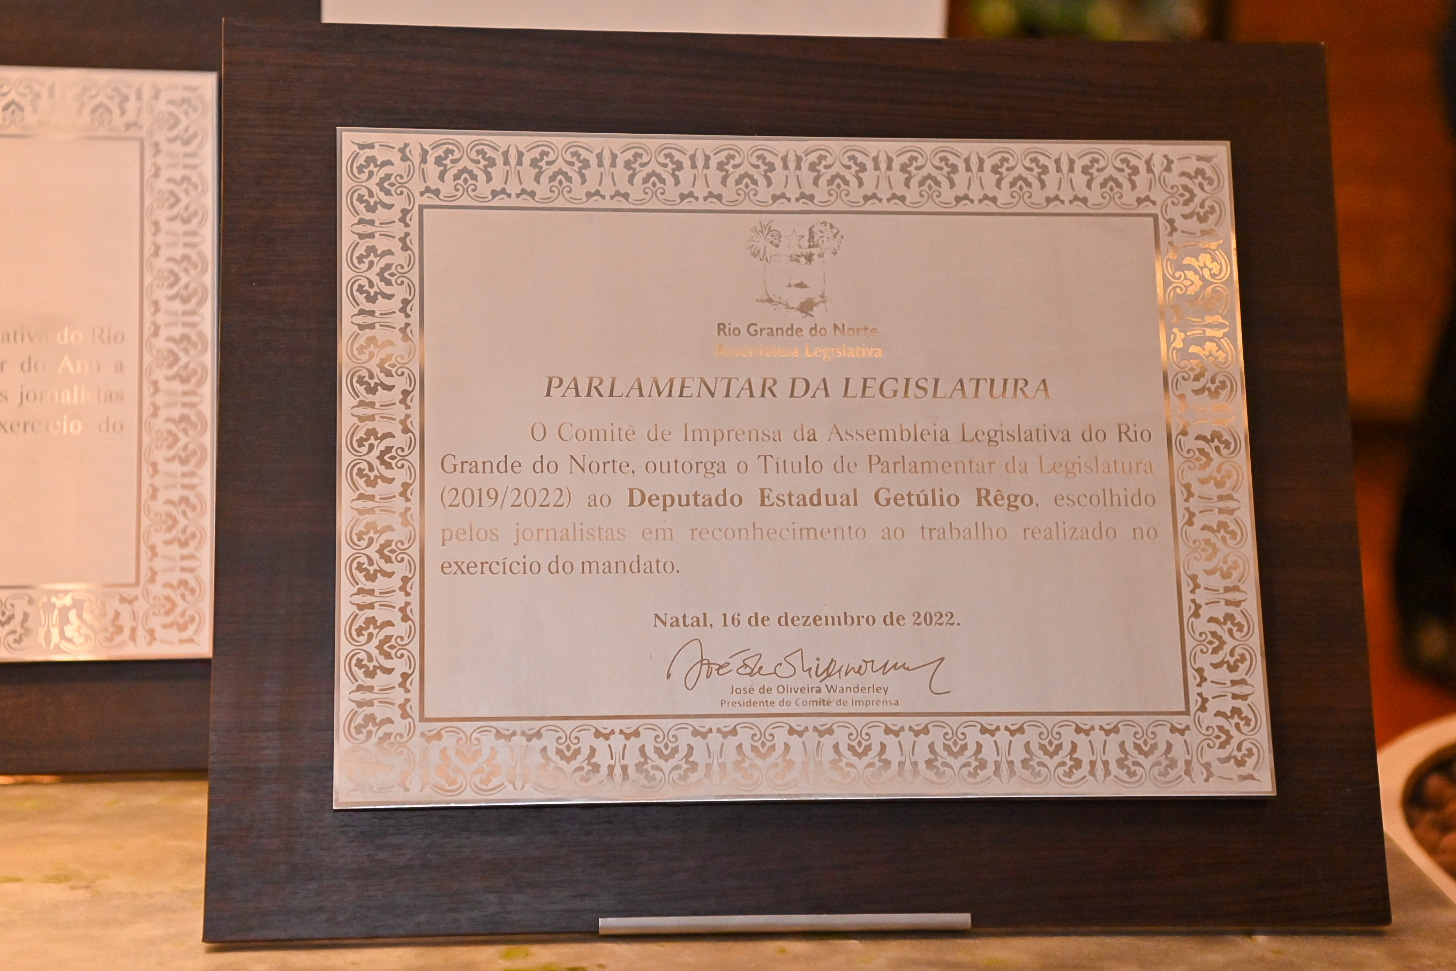 ativa do Rio
r do Ano a
s jornalistas
xercício do
Rio Grande do Norte
Assembleia Legislativa
PARLAMENTAR DA LEGISLATURA
O Comitê de Imprensa da Assembleia Legislativa do Rio
Grande do Norte, outorga o Título de Parlamentar da Legislatura
(2019/2022) ao Deputado Estadual Getúlio Rêgo, escolhido
pelos jornalistas em reconhecimento ao trabalho realizado no
exercício do mandato.
Natal, 16 de dezembro de 2022.
José de Oliveira Wanderley
Presidente do Comitê de Imprensa